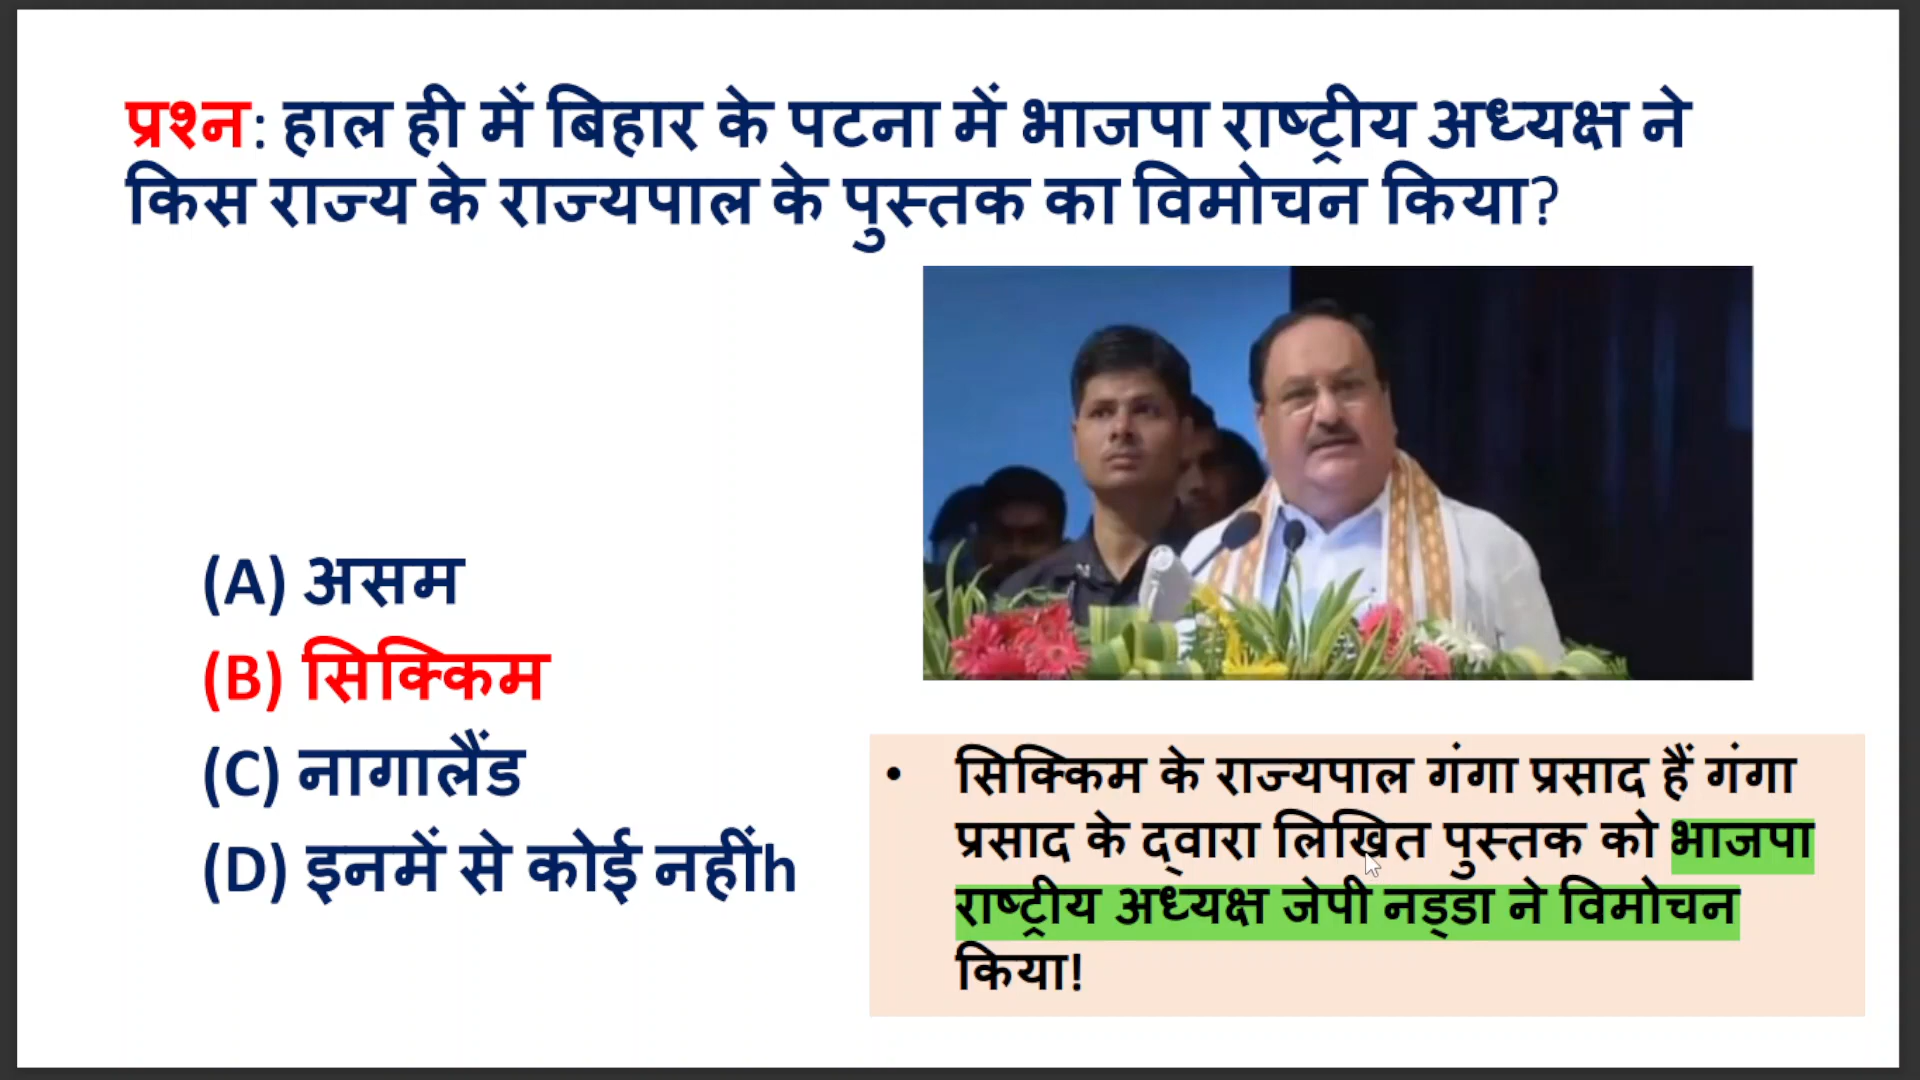 प्रश्न: हाल ही में बिहार के पटना में भाजपा राष्ट्रीय अध्यक्ष ने
किस राज्य के राज्यपाल के पुस्तक का विमोचन किया?
(A) असम
(B) सिक्किम
(C) नागालैंड
(D) इनमें से कोई नहींh
• सिक्किम के राज्यपाल गंगा प्रसाद हैं गंगा
प्रसाद के द्वारा लिखित पुस्तक को भाजपा
राष्ट्रीय अध्यक्ष जेपी नड्डा ने विमोचन
किया!